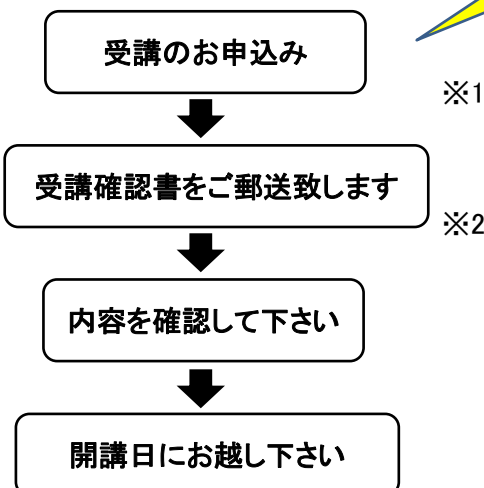 受講のお申込み
※1
受講確認書をご郵送致します
※2
内容を確認して下さい
開講日にお越し下さい